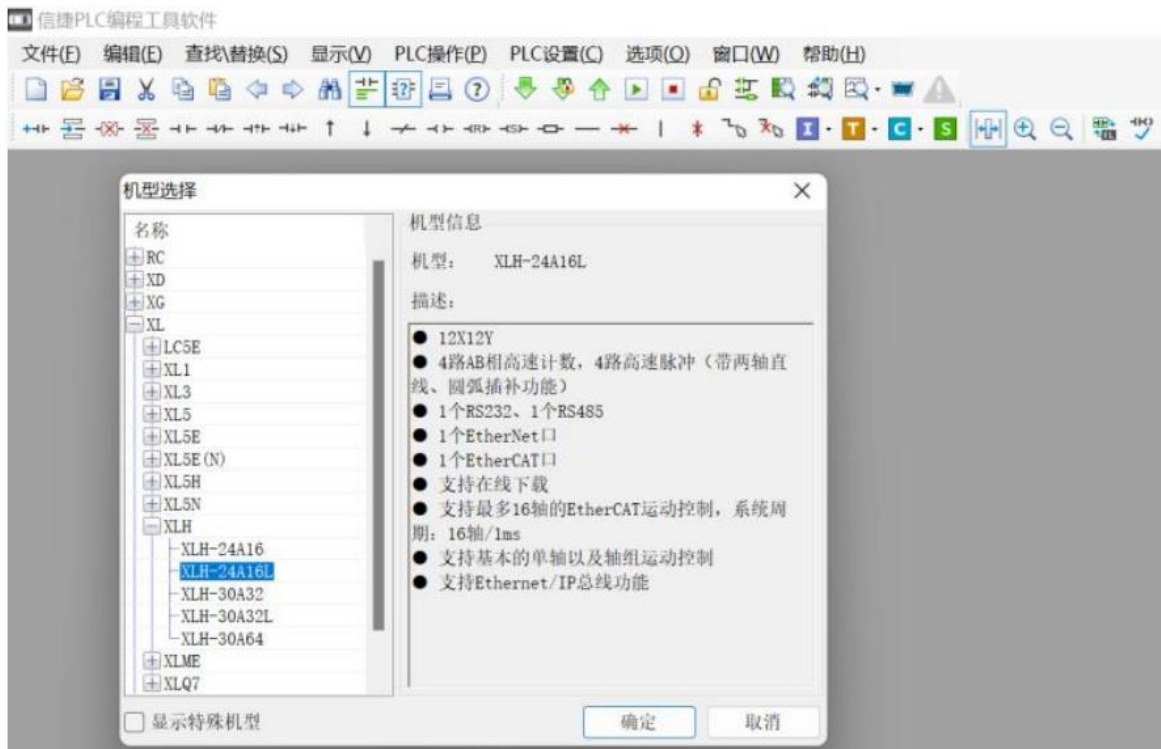 信捷PLC编程工具软件
文件(F) 编辑(E) 查找\替换(S) 显示(V) PLC操作(P) PLC设置(C) 选项(O) 窗口(W) 帮助(H)
I T C S
机型选择
名称
RC
XD
XG
XL
LC5E
XL1
XL3
XL5
XL5E
XL5E(N)
XL5H
XL5N
XLH
XLH-24A16
XLH-24A16L
XLH-30A32
XLH-30A32L
XLH-30A64
XLME
XLQ7
显示特殊机型
机型信息
机型: XLH-24A16L
描述:
● 12X12Y
● 4路AB相高速计数,4路高速脉冲(带两轴直
线、圆弧插补功能)
● 1个RS232、1个RS485
● 1个EtherNet口
● 1个EtherCAT口
● 支持在线下载
● 支持最多16轴的EtherCAT运动控制,系统周
期:16轴/1ms
● 支持基本的单轴以及轴组运动控制
● 支持Ethernet/IP总线功能
确定 取消